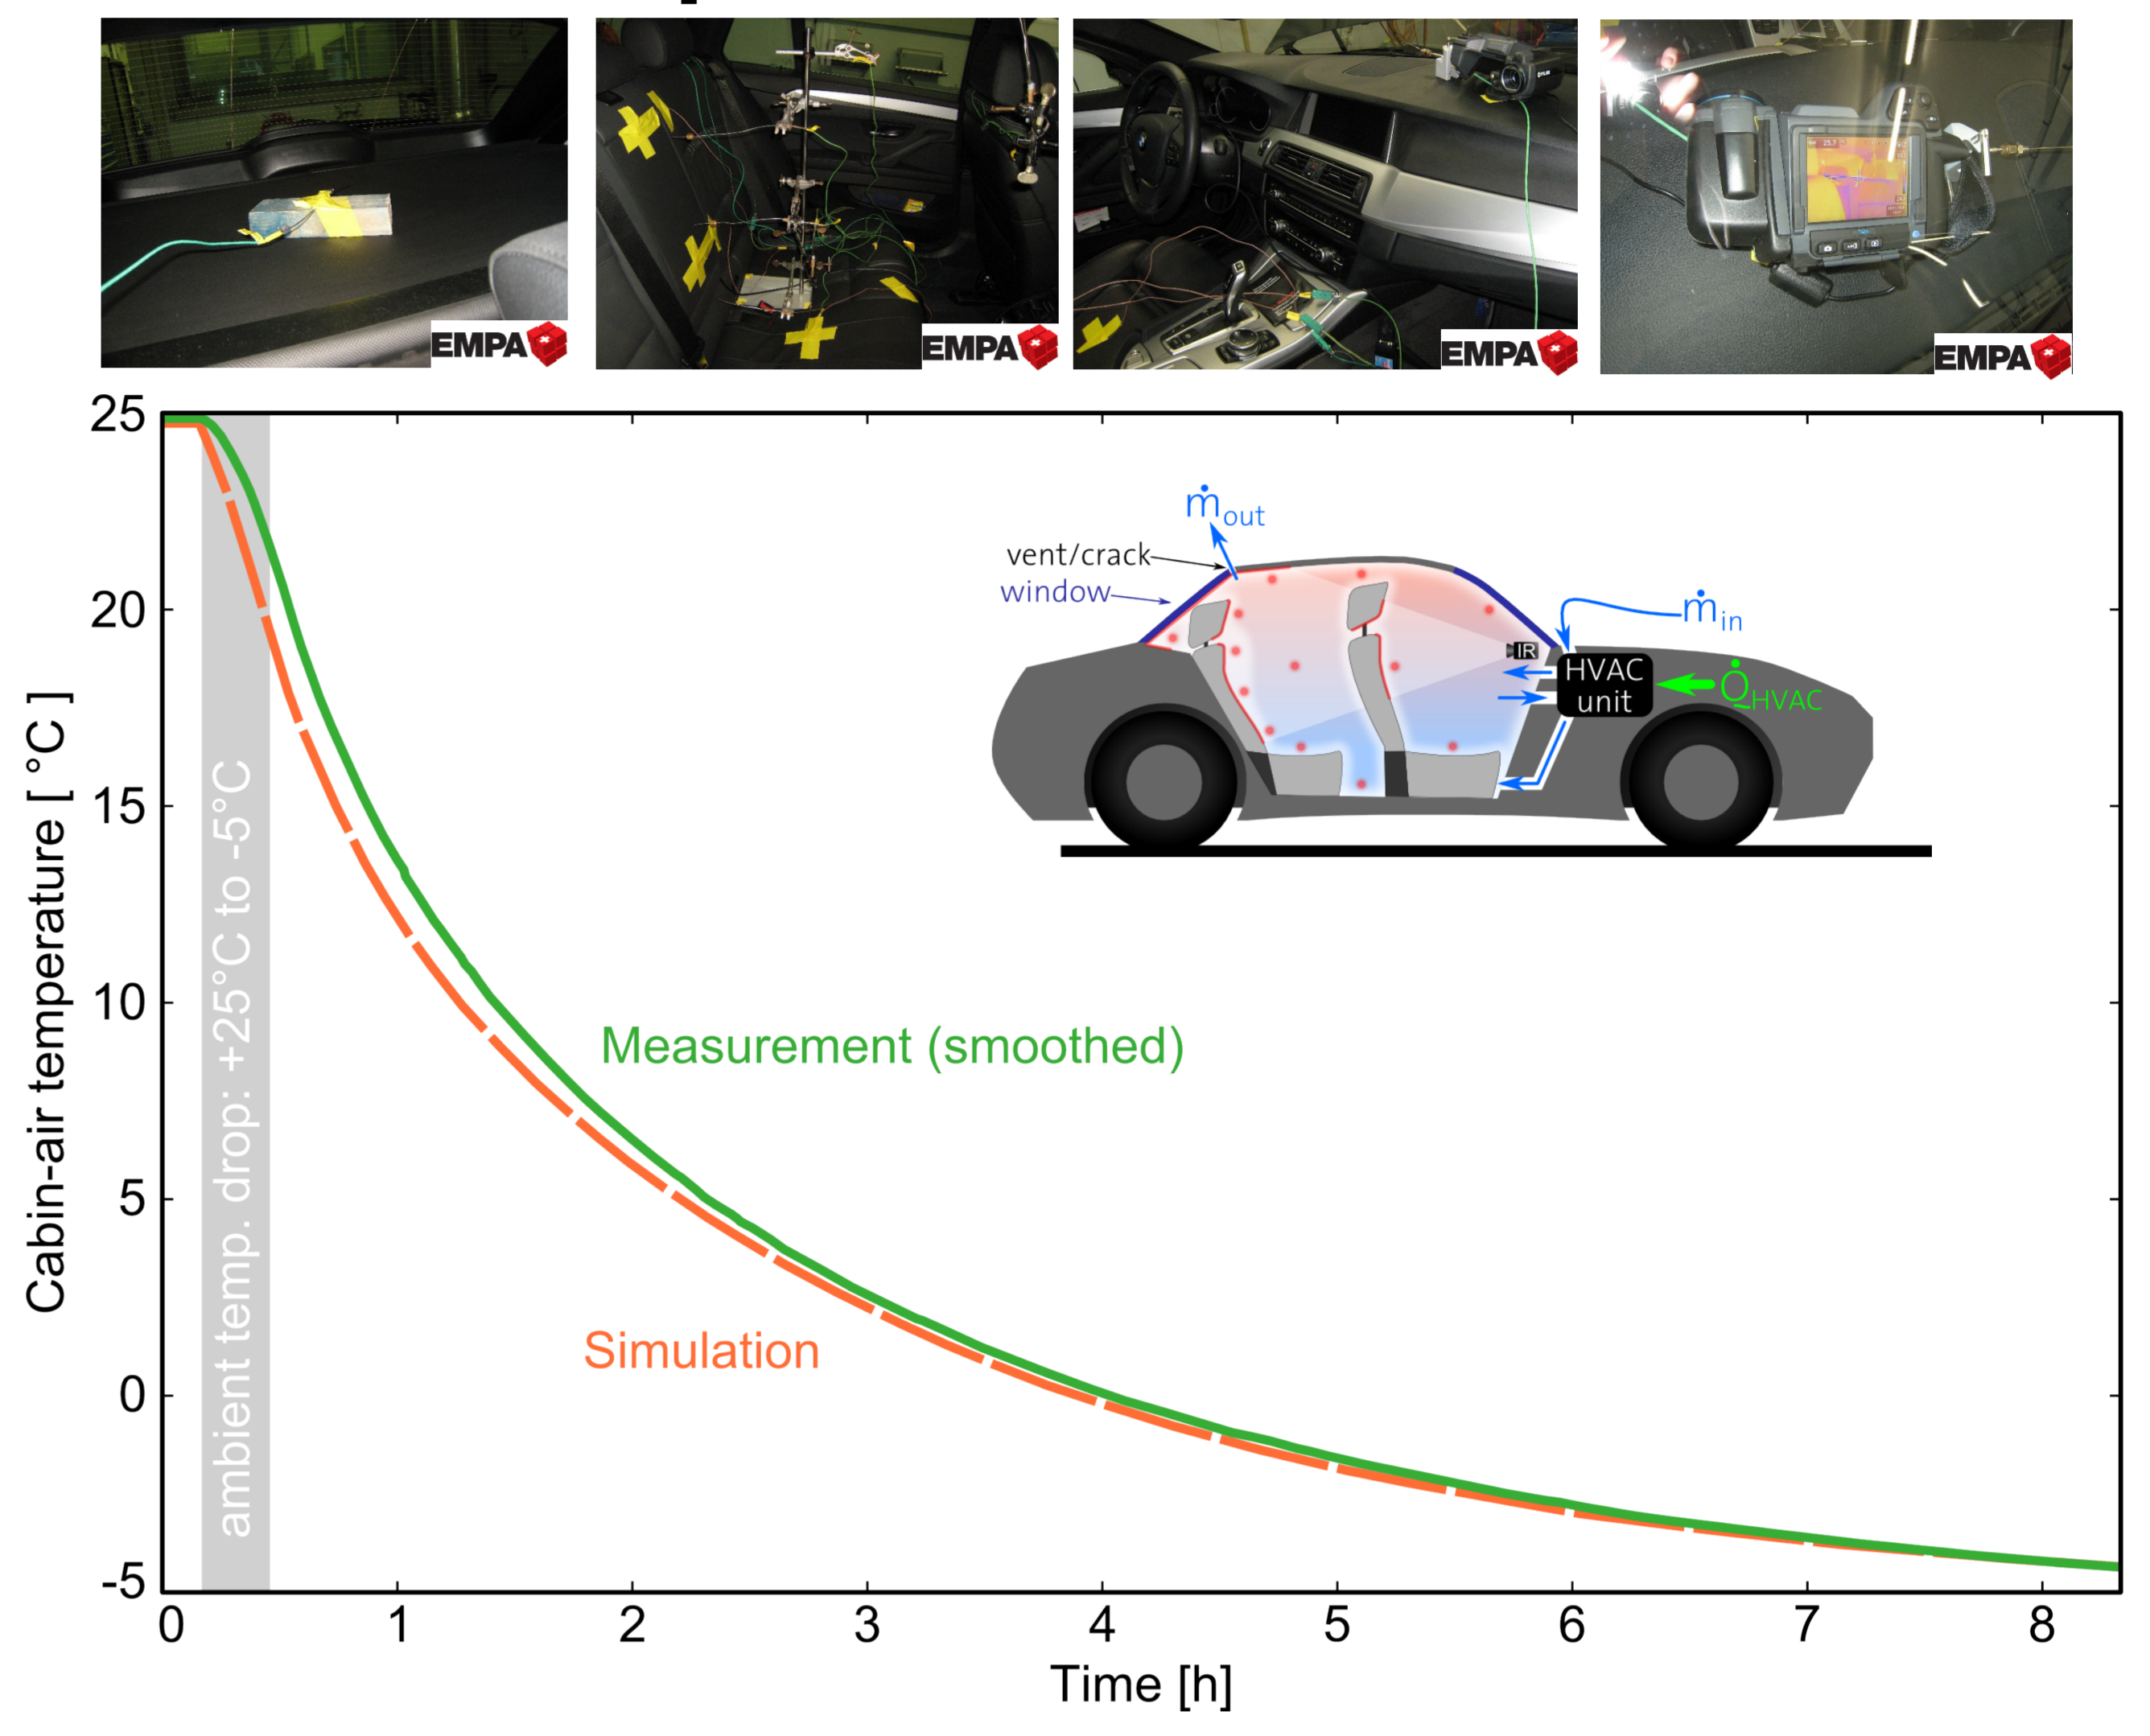 EMPA
EMPA
EMPA
EMPA
25
20
15
10
5
0
-5
Cabin-air temperature [ °C ]
ambient temp. drop: +25°C to -5°C
ṁout
vent/crack
window
ṁin
IR
HVAC
unit
Q̇HVAC
Measurement (smoothed)
Simulation
0 1 2 3 4 5 6 7 8
Time [h]